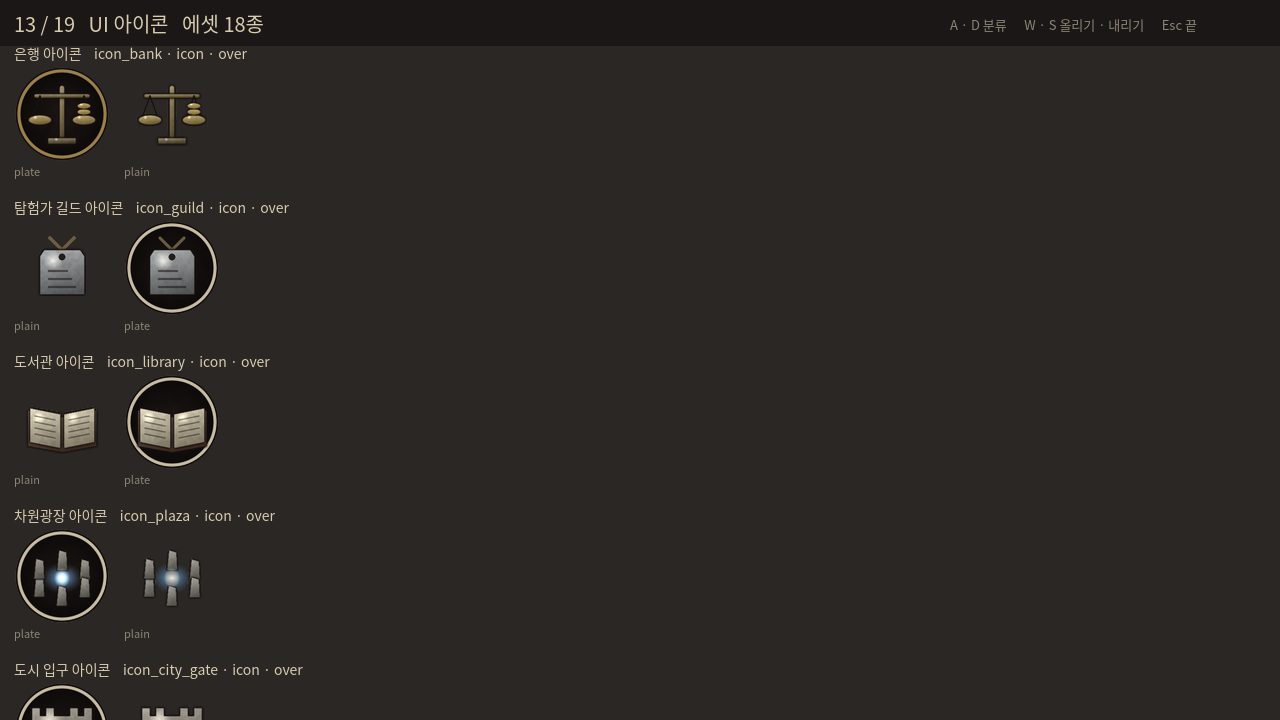 13 / 19 UI 아이콘 에셋 18종
A · D 분류 W · S 올리기 · 내리기 Esc 끝
은행 아이콘 icon_bank · icon · over
plate plain
탐험가 길드 아이콘 icon_guild · icon · over
plain plate
도서관 아이콘 icon_library · icon · over
plain plate
차원광장 아이콘 icon_plaza · icon · over
plate plain
도시 입구 아이콘 icon_city_gate · icon · over